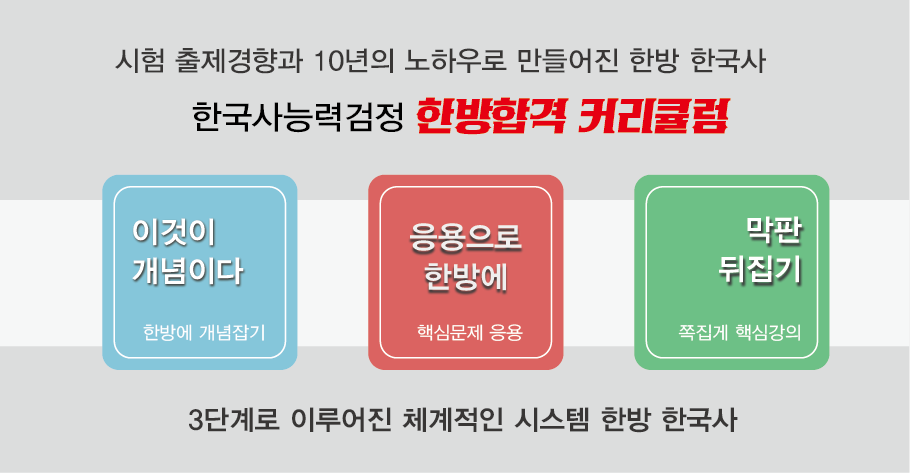 시험 출제경향과 10년의 노하우로 만들어진 한방 한국사
한국사능력검정 한방합격 커리큘럼
이것이
개념이다
한방에 개념잡기
응용으로
한방에
핵심문제 응용
막판
뒤집기
쪽집게 핵심강의
3단계로 이루어진 체계적인 시스템 한방 한국사